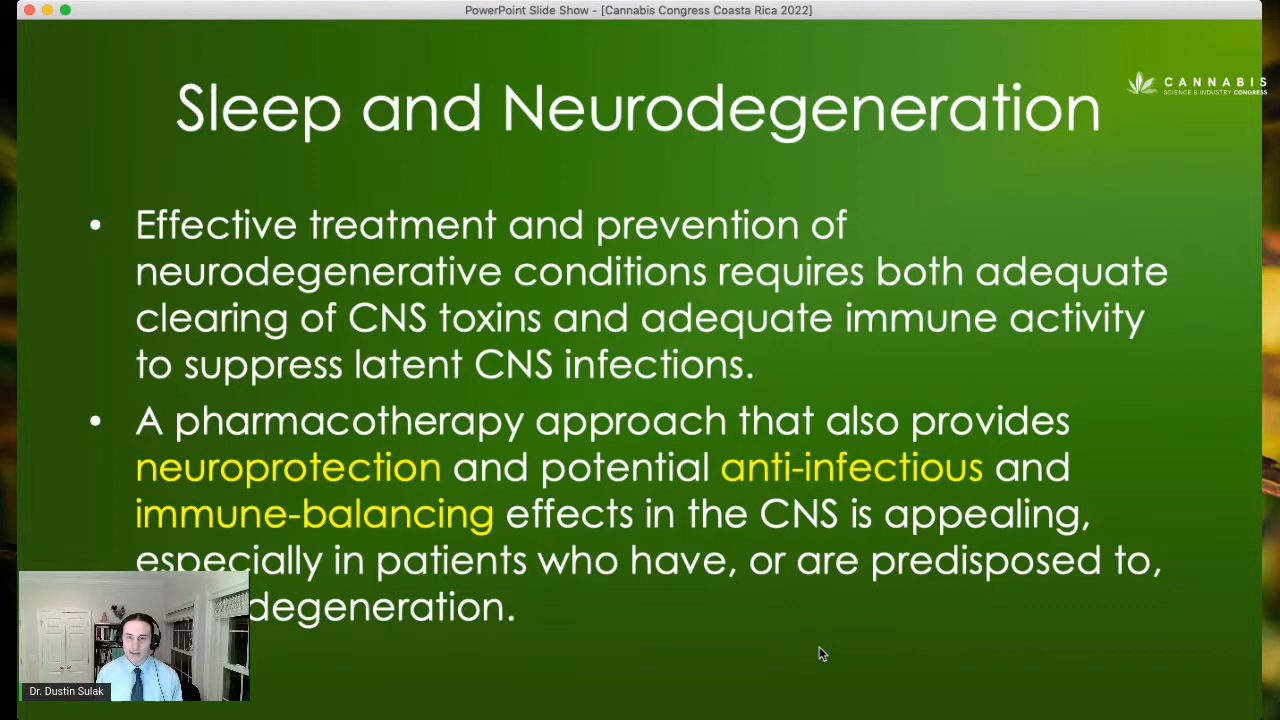 PowerPoint Slide Show - [Cannabis Congress Coasta Rica 2022]
CANNABIS
SCIENCE & INDUSTRY CONGRESS
Sleep and Neurodegeneration
• Effective treatment and prevention of
neurodegenerative conditions requires both adequate
clearing of CNS toxins and adequate immune activity
to suppress latent CNS infections.
• A pharmacotherapy approach that also provides
neuroprotection and potential anti-infectious and
immune-balancing effects in the CNS is appealing,
especially in patients who have, or are predisposed to,
degeneration.
Dr. Dustin Sulak